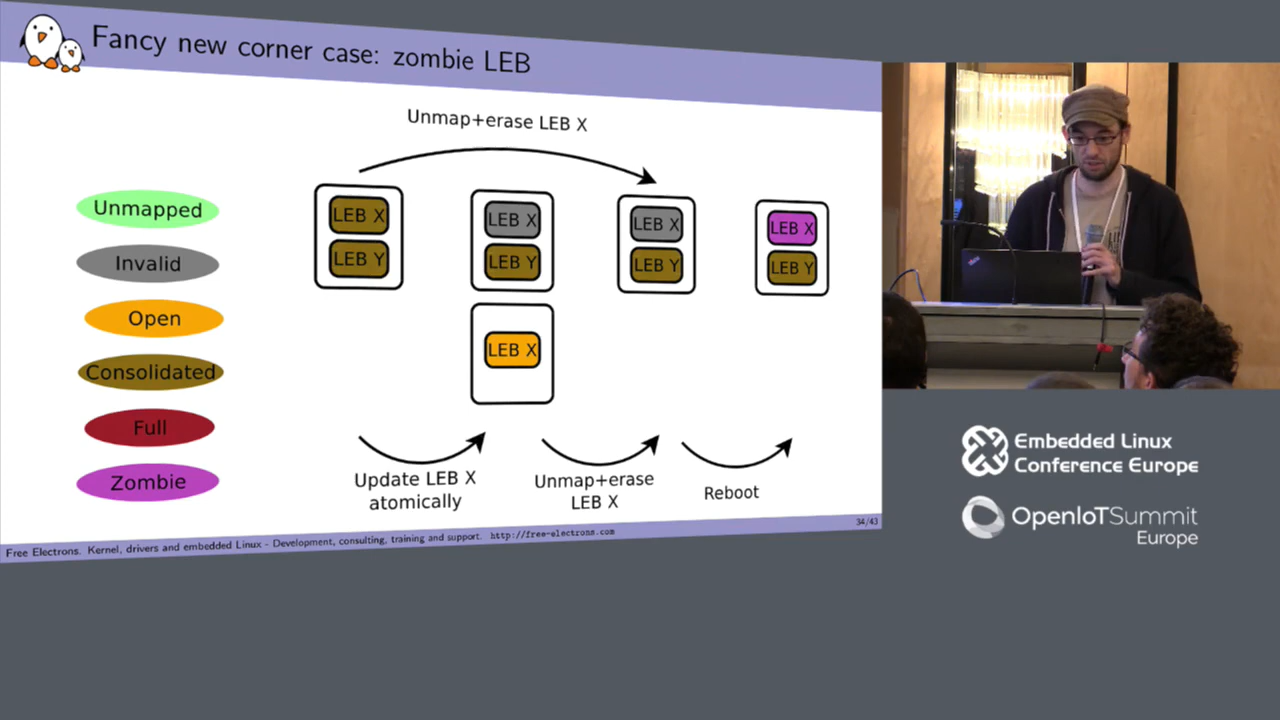 Fancy new corner case: zombie LEB
Unmap+erase LEB X
Unmapped
Invalid
Open
Consolidated
Full
Zombie
LEB X
LEB Y
LEB X
LEB Y
LEB X
LEB X
LEB Y
LEB X
LEB Y
Update LEB X
atomically
Unmap+erase
LEB X
Reboot
34/43
Free Electrons. Kernel, drivers and embedded Linux - Development, consulting, training and support. http://free-electrons.com
Embedded Linux
Conference Europe
OpenIoTSummit
Europe